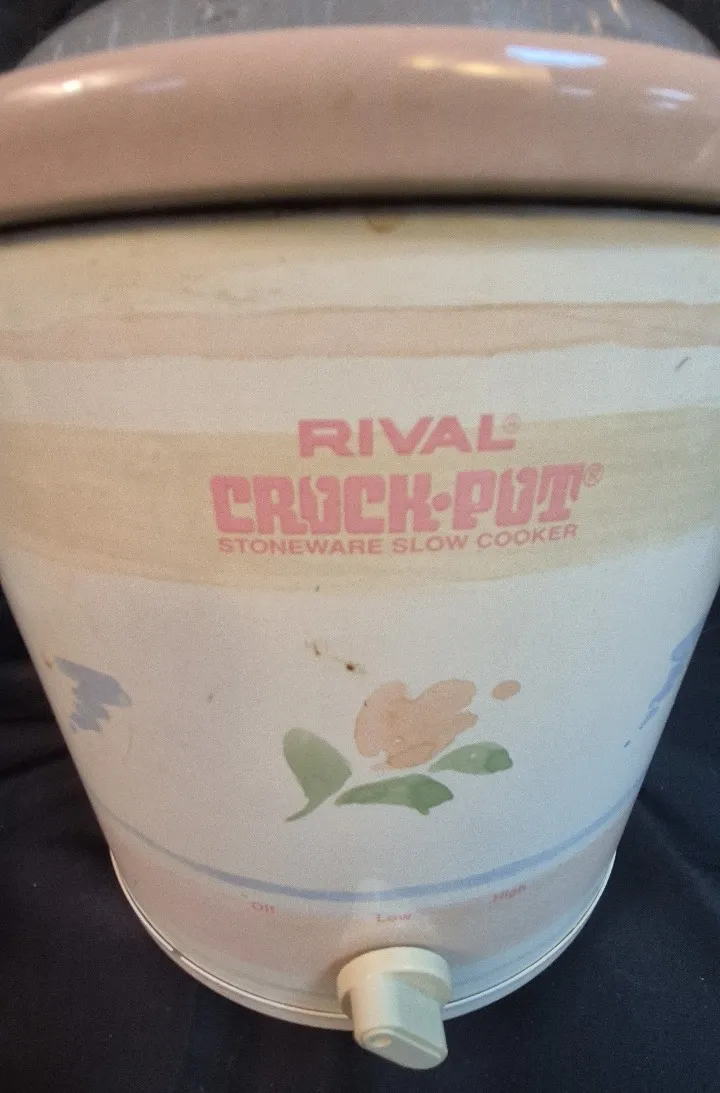 RIVAL®
CROCK·POT®
STONEWARE SLOW COOKER
Off
Low
High